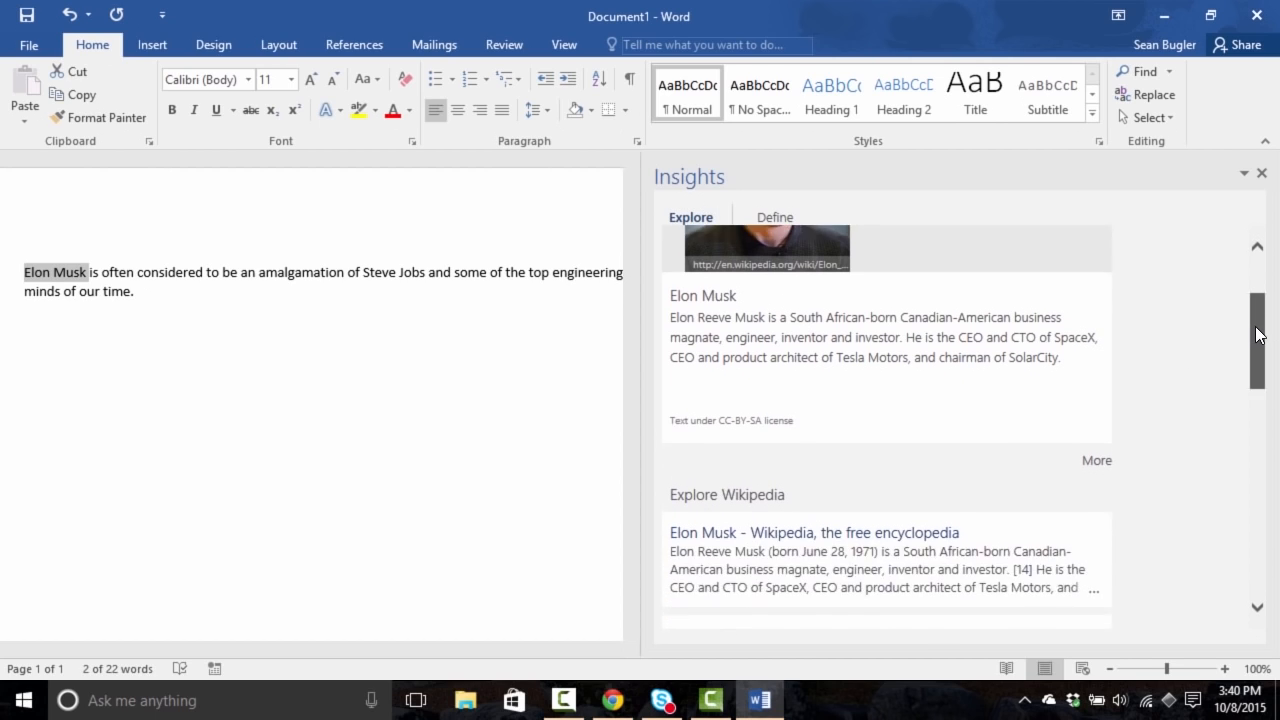 Document1 - Word
File Home Insert Design Layout References Mailings Review View Tell me what you want to do... Sean Bugler Share
Paste Cut Copy Format Painter
Calibri (Body) 11 Aa
B I U abc x₂ x² A ab A
AaBbCcDc AaBbCcDc AaBbCc AaBbCcD AaB AaBbCcD
¶ Normal ¶ No Spac... Heading 1 Heading 2 Title Subtitle
Find
Replace
Select
Clipboard Font Paragraph Styles Editing
Elon Musk is often considered to be an amalgamation of Steve Jobs and some of the top engineering
minds of our time.
Insights
Explore Define
http://en.wikipedia.org/wiki/Elon_...
Elon Musk
Elon Reeve Musk is a South African-born Canadian-American business
magnate, engineer, inventor and investor. He is the CEO and CTO of SpaceX,
CEO and product architect of Tesla Motors, and chairman of SolarCity.
Text under CC-BY-SA license
More
Explore Wikipedia
Elon Musk - Wikipedia, the free encyclopedia
Elon Reeve Musk (born June 28, 1971) is a South African-born Canadian-
American business magnate, engineer, inventor and investor. [14] He is the
CEO and CTO of SpaceX, CEO and product architect of Tesla Motors, and ...
Page 1 of 1 2 of 22 words 100%
Ask me anything
3:40 PM
10/8/2015